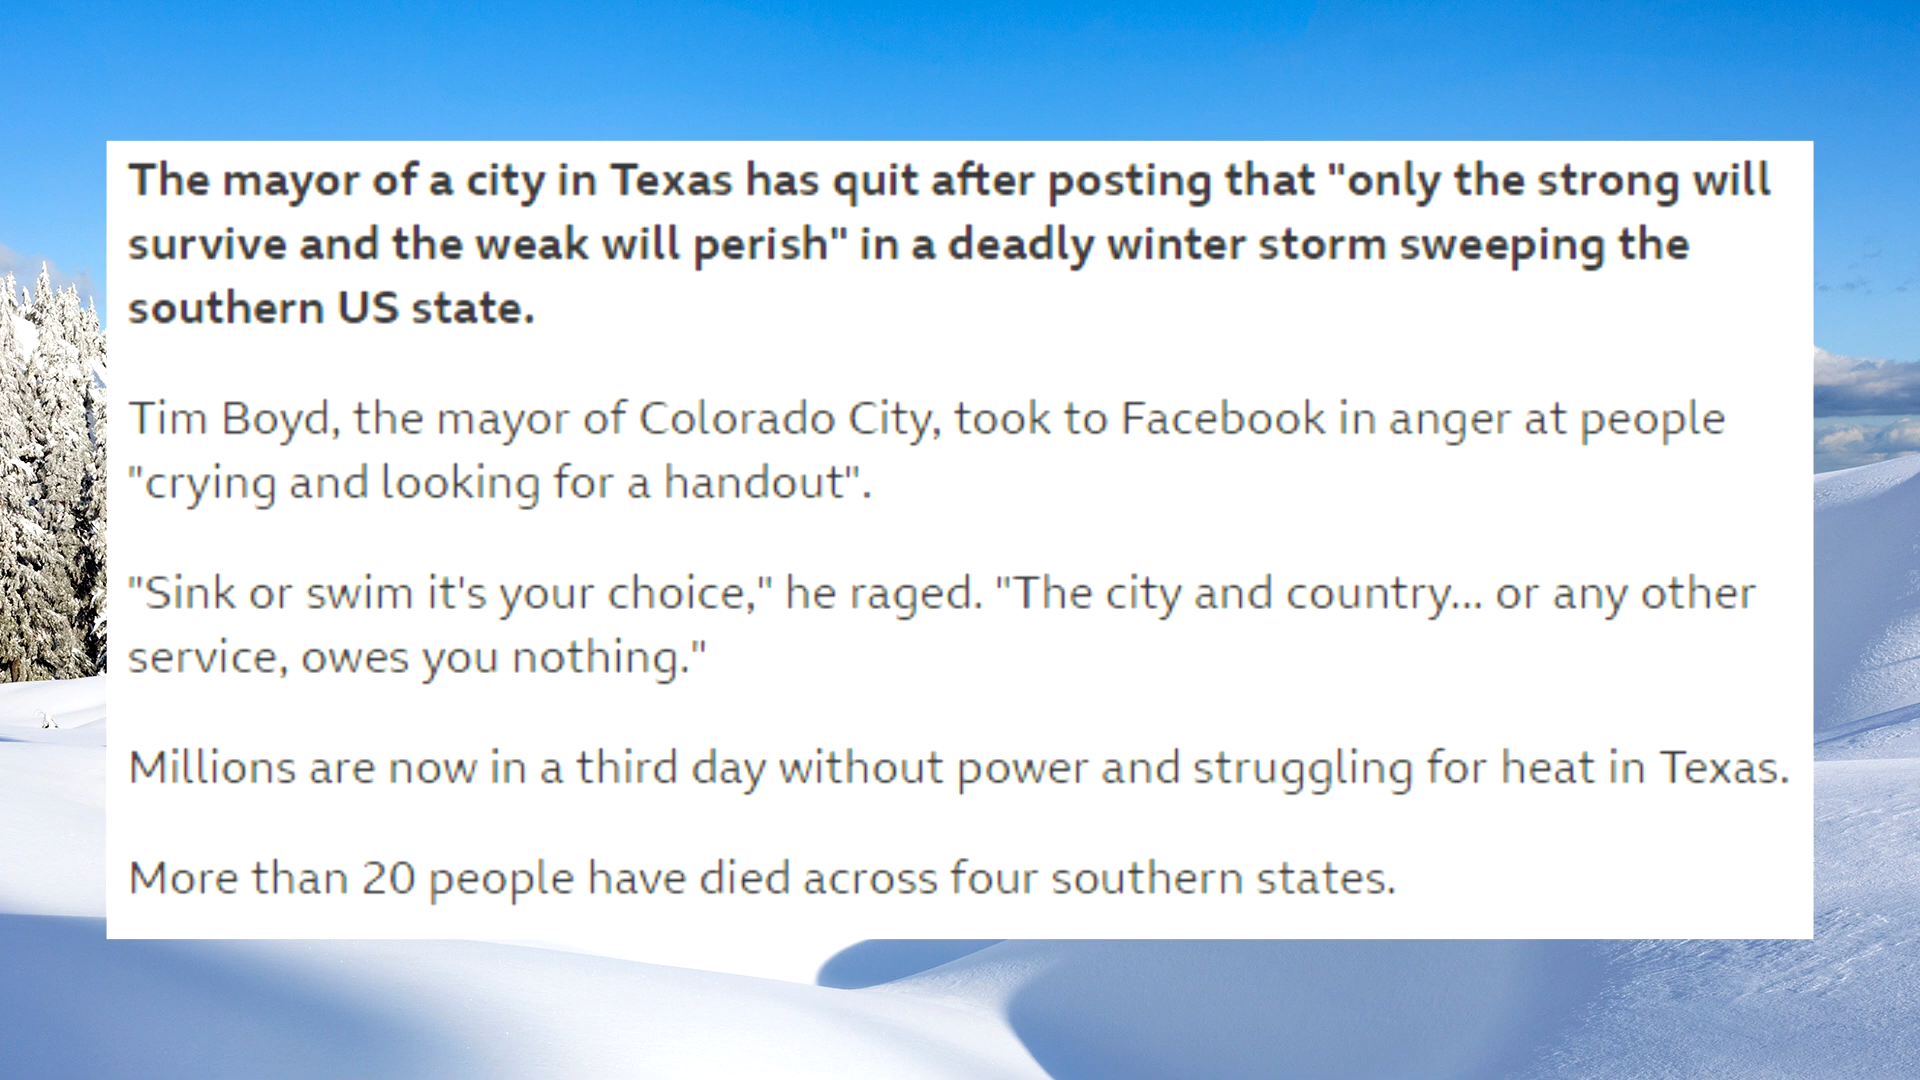 The mayor of a city in Texas has quit after posting that "only the strong will
survive and the weak will perish" in a deadly winter storm sweeping the
southern US state.
Tim Boyd, the mayor of Colorado City, took to Facebook in anger at people
"crying and looking for a handout".
"Sink or swim it's your choice," he raged. "The city and country... or any other
service, owes you nothing."
Millions are now in a third day without power and struggling for heat in Texas.
More than 20 people have died across four southern states.